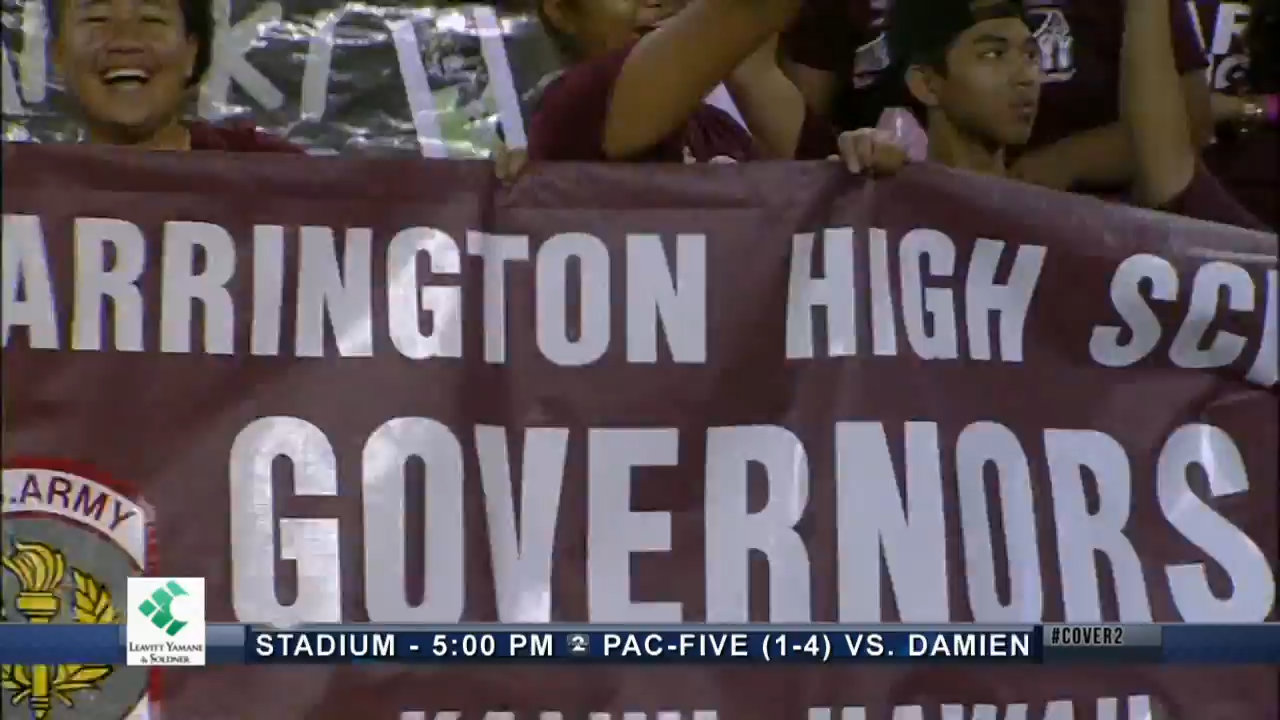 ARRINGTON HIGH SC
GOVERNORS
.ARMY
LEAVITT YAMANE
& SOLDNER
STADIUM - 5:00 PM 2 PAC-FIVE (1-4) VS. DAMIEN
#COVER2